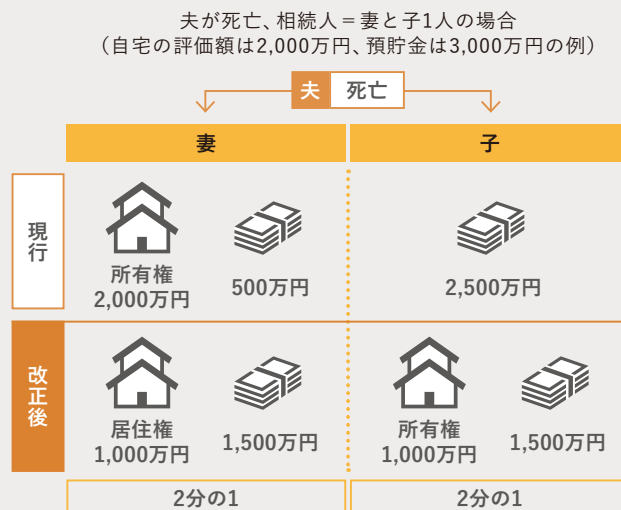 夫が死亡、相続人＝妻と子1人の場合
（自宅の評価額は2,000万円、預貯金は3,000万円の例）
夫 死亡
妻 子
現行
所有権
2,000万円
500万円
2,500万円
改正後
居住権
1,000万円
1,500万円
所有権
1,000万円
1,500万円
2分の1 2分の1